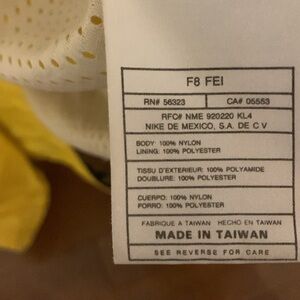 F8 FEI
RN# 56323 CA# 05553
RFC# NME 920220 KL4
NIKE DE MEXICO, S.A. DE C V
BODY: 100% NYLON
LINING: 100% POLYESTER
TISSU D'EXTERIEUR: 100% POLYAMIDE
DOUBLURE: 100% POLYESTER
CUERPO: 100% NYLON
FORRO: 100% POLYESTER
FABRIQUE A TAIWAN HECHO EN TAIWAN
MADE IN TAIWAN
SEE REVERSE FOR CARE